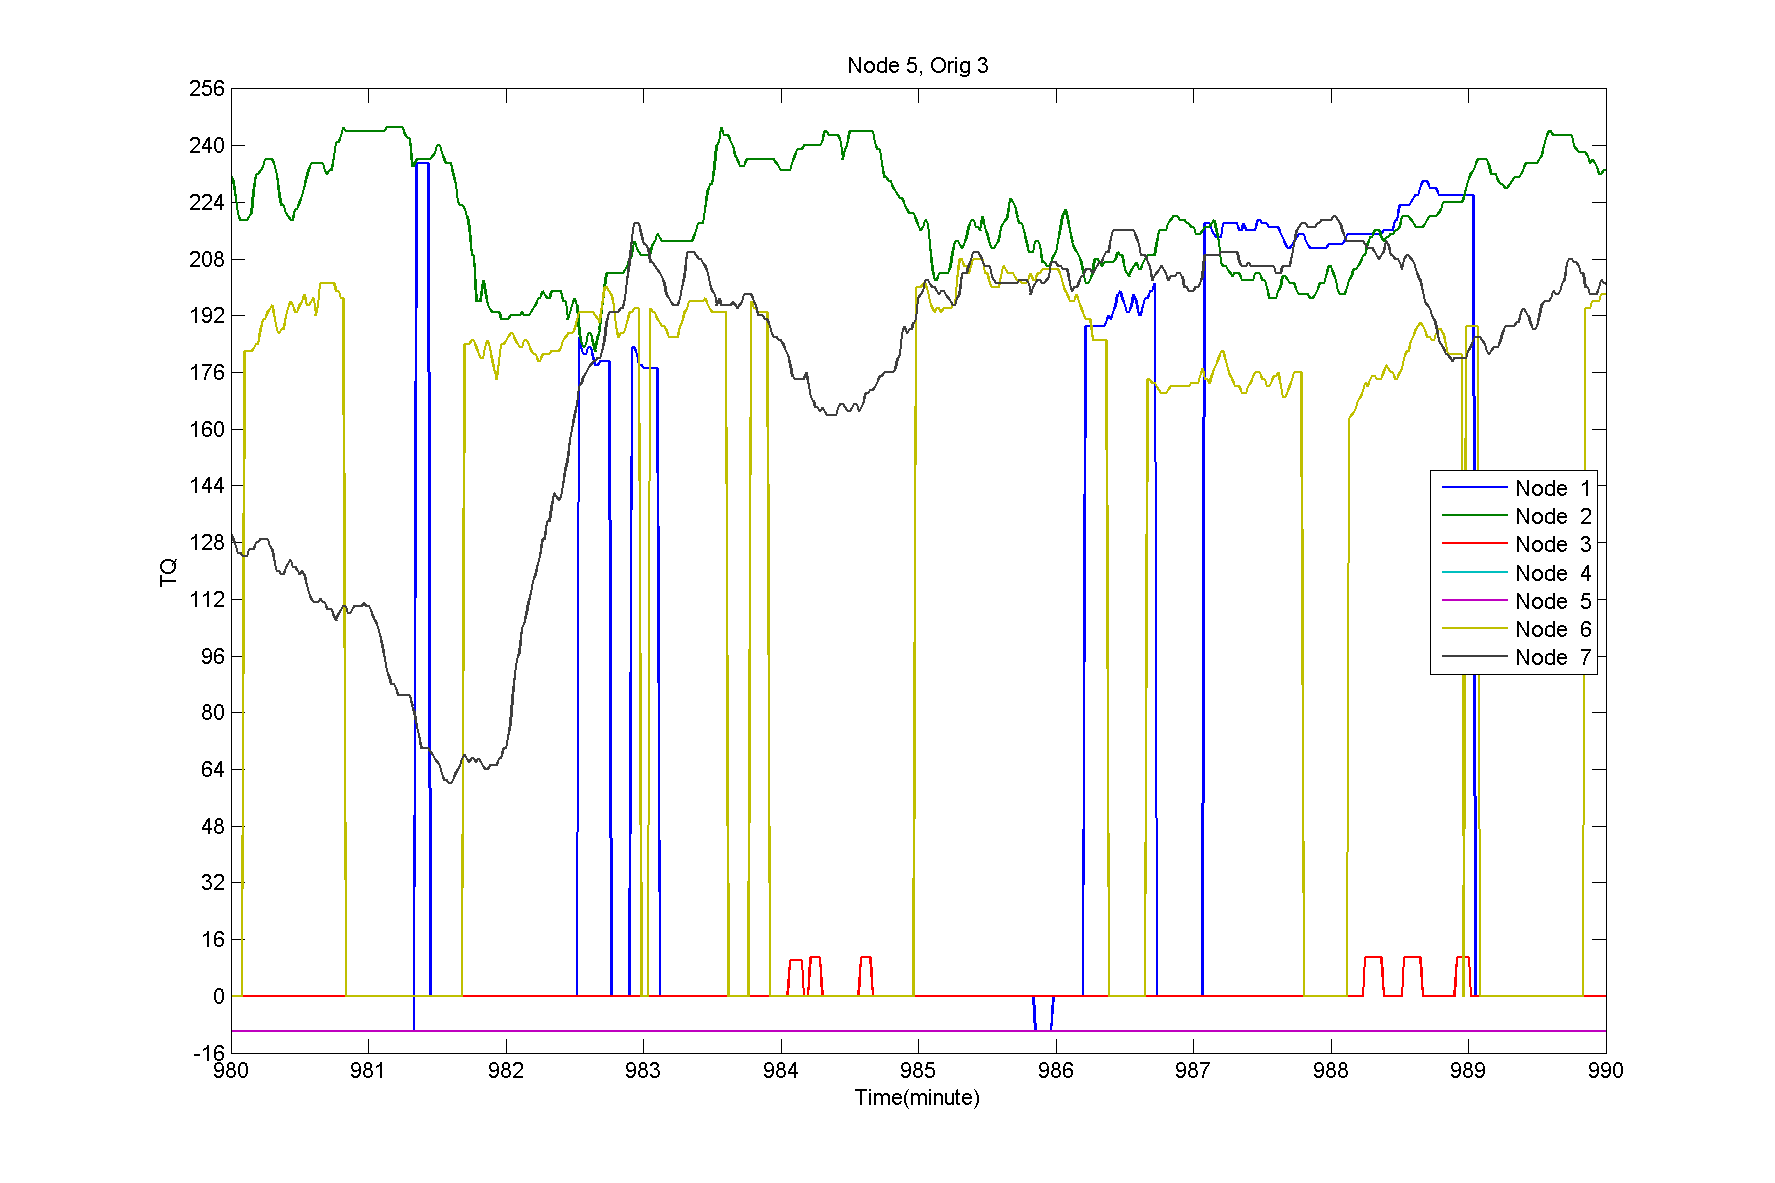 Node 5, Orig 3
256
240
224
208
192
176
160
144
128
112
96
80
64
48
32
16
0
-16
TQ
Node 1
Node 2
Node 3
Node 4
Node 5
Node 6
Node 7
980 981 982 983 984 985 986 987 988 989 990
Time(minute)